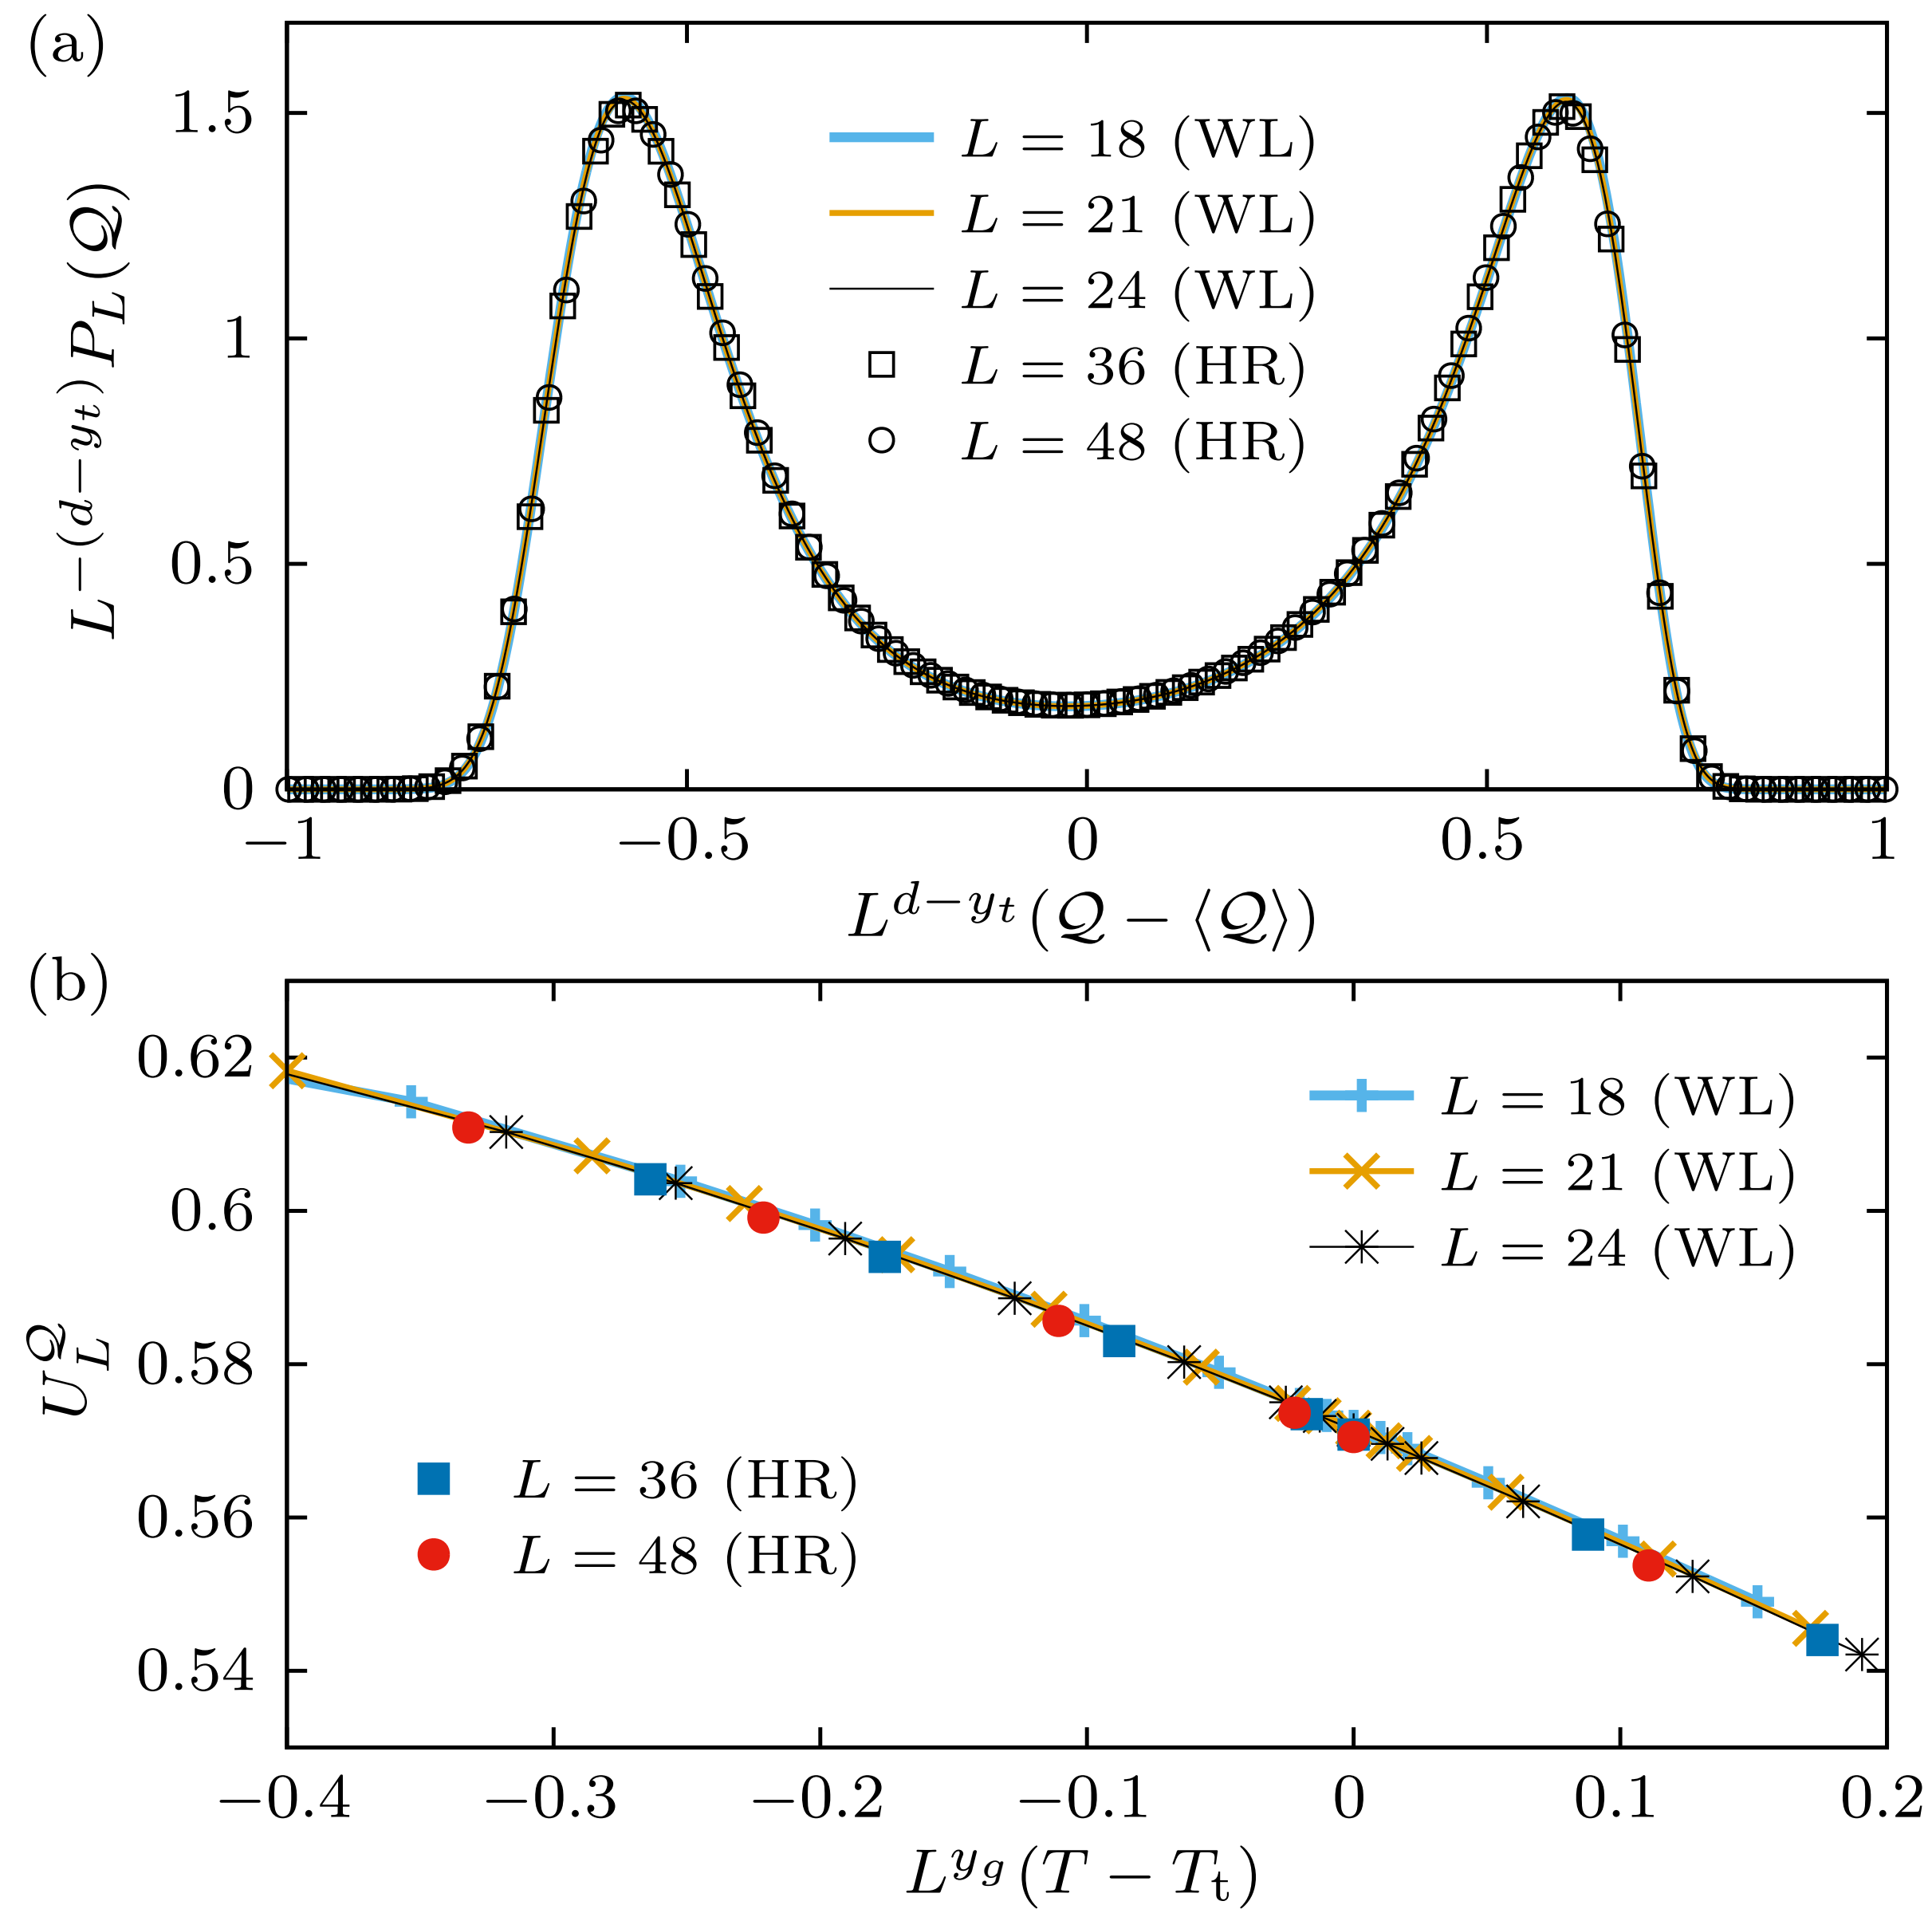 (a)
L^{-(d-y_t)} P_L(𝒬)
1.5
1
0.5
0
L = 18 (WL)
L = 21 (WL)
L = 24 (WL)
L = 36 (HR)
L = 48 (HR)
−1 −0.5 0 0.5 1
L^{d-y_t}(𝒬 − ⟨𝒬⟩)
(b)
U_L^𝒬
0.62
0.6
0.58
0.56
0.54
L = 18 (WL)
L = 21 (WL)
L = 24 (WL)
L = 36 (HR)
L = 48 (HR)
−0.4 −0.3 −0.2 −0.1 0 0.1 0.2
L^{y_g}(T − T_t)